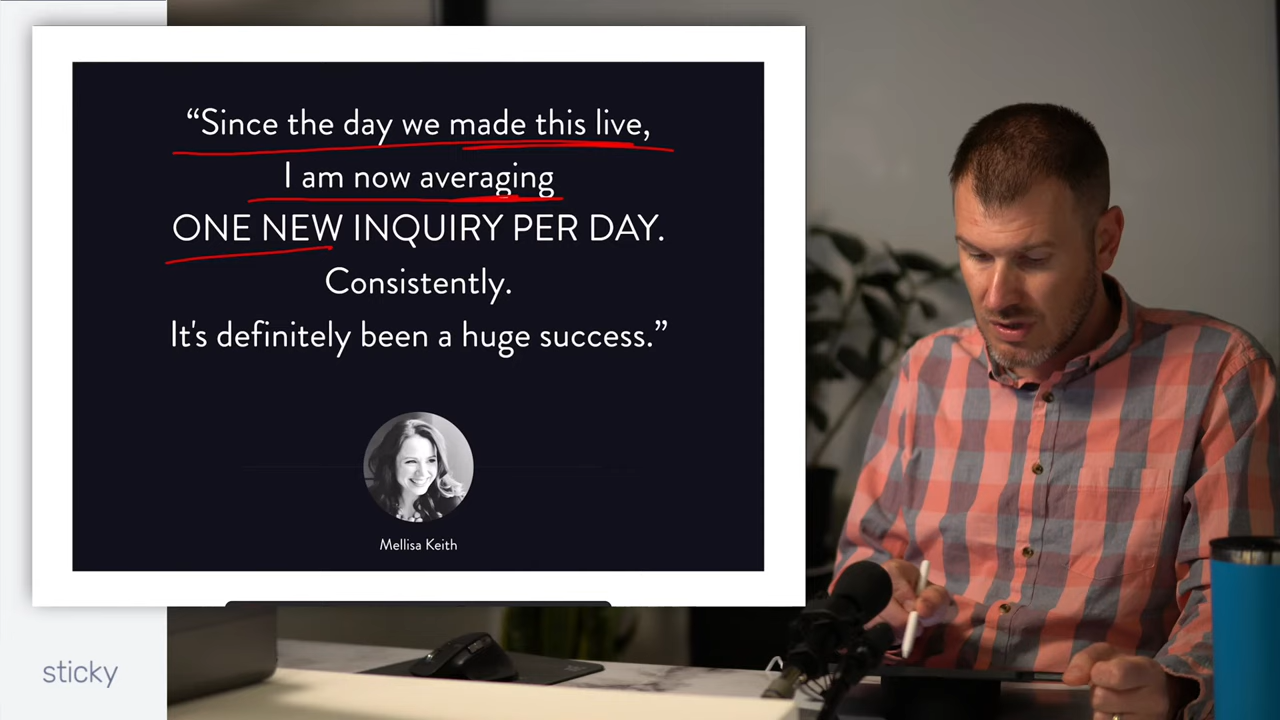 “Since the day we made this live,
I am now averaging
ONE NEW INQUIRY PER DAY.
Consistently.
It's definitely been a huge success.”
Mellisa Keith
sticky